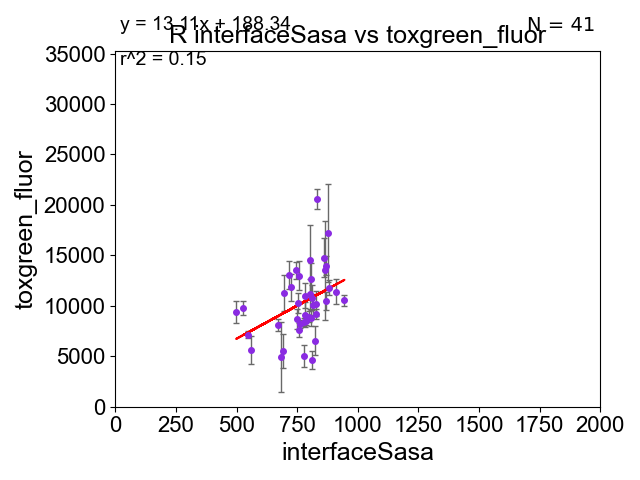 y = 13.11x + 188.34
N = 41
R interfaceSasa vs toxgreen_fluor
r^2 = 0.15
toxgreen_fluor
35000
30000
25000
20000
15000
10000
5000
0
0 250 500 750 1000 1250 1500 1750 2000
interfaceSasa